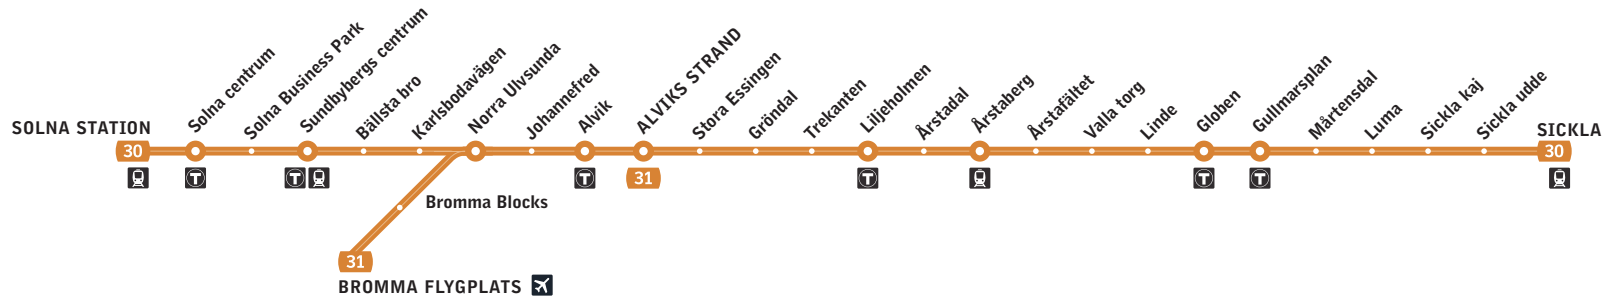 SOLNA STATION
30
Solna centrum
T
Solna Business Park
Sundbybergs centrum
T
Bällsta bro
Karlsbodavägen
Norra Ulvsunda
Johannefred
Alvik
T
ALVIKS STRAND
31
Stora Essingen
Gröndal
Trekanten
Liljeholmen
T
Årstadal
Årstaberg
Årstafältet
Valla torg
Linde
Globen
T
Gullmarsplan
T
Mårtensdal
Luma
Sickla kaj
Sickla udde
SICKLA
30
Bromma Blocks
31
BROMMA FLYGPLATS